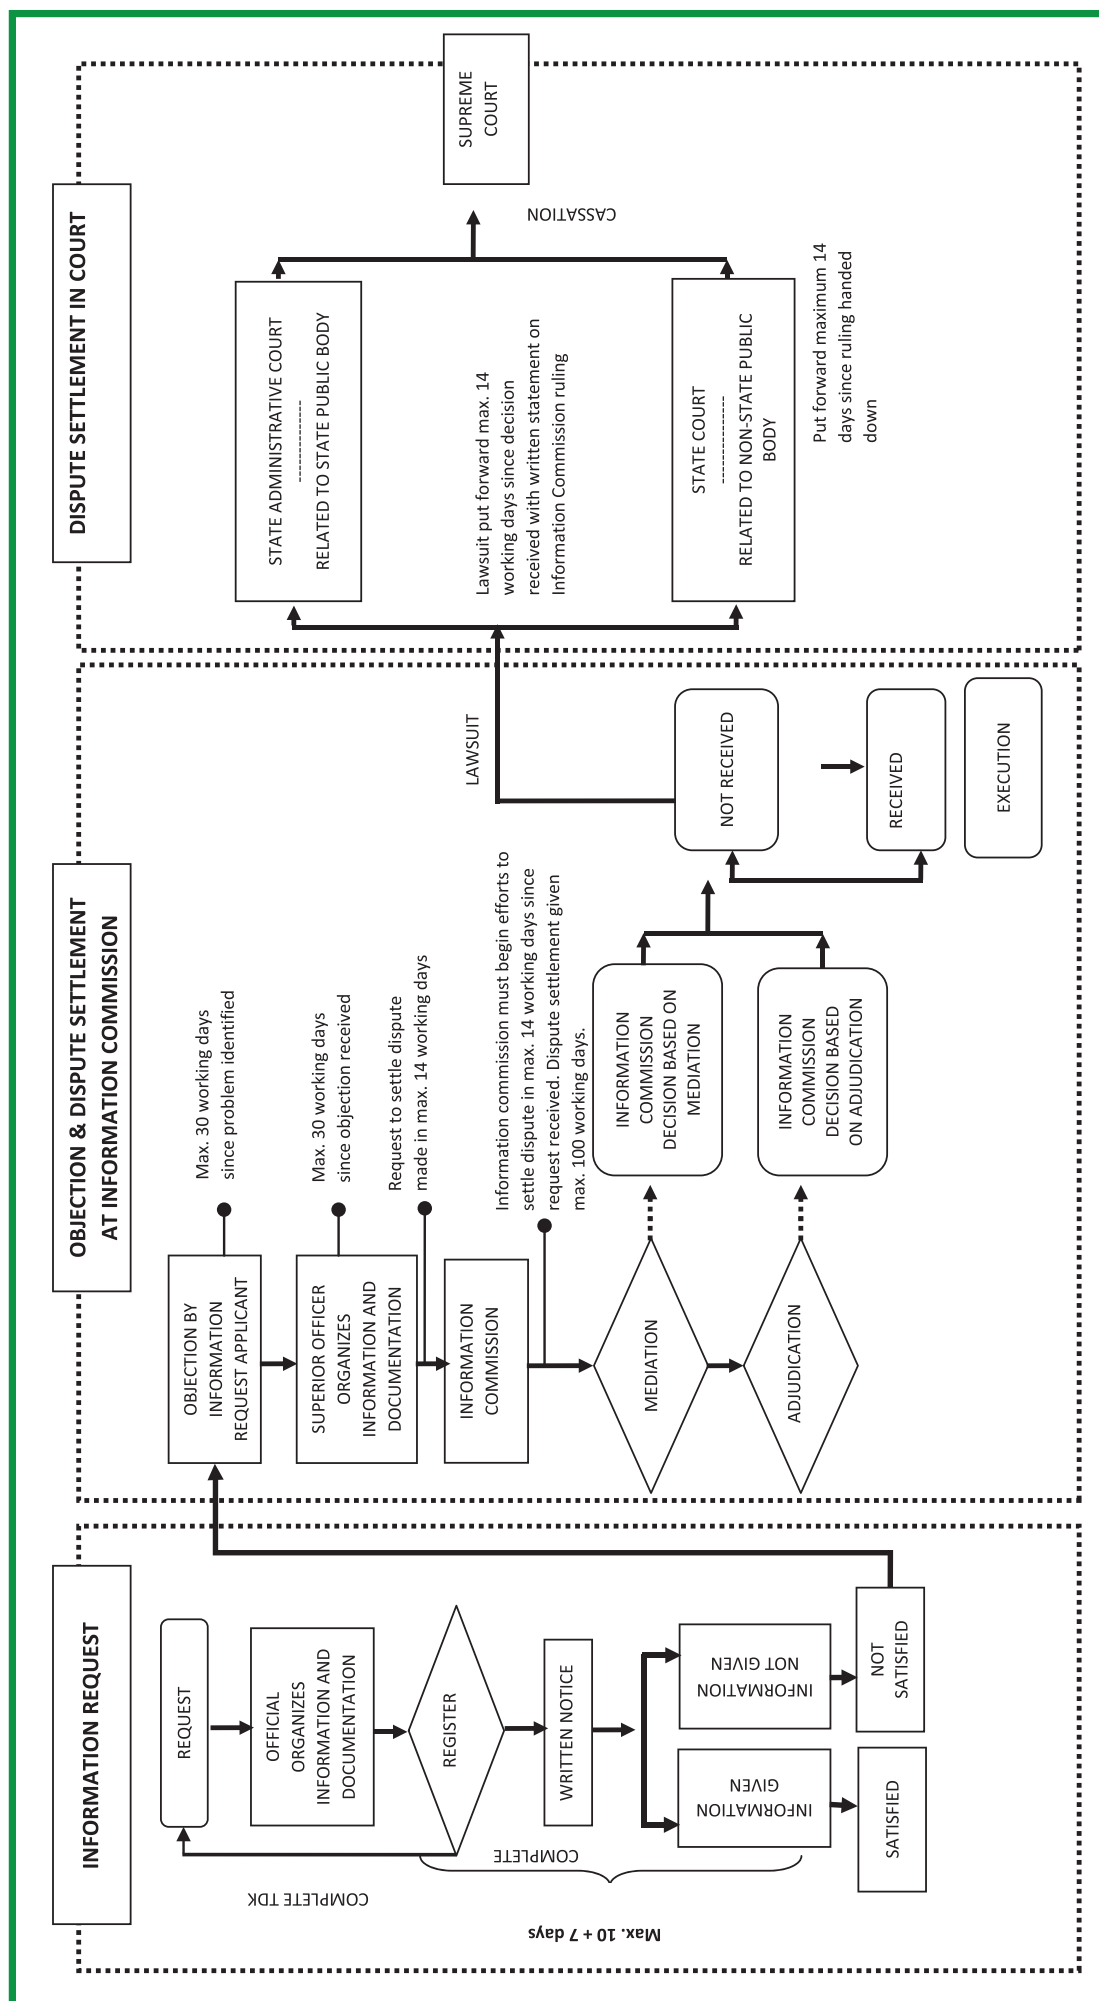 INFORMATION REQUEST
REQUEST
OFFICIAL
ORGANIZES
INFORMATION AND
DOCUMENTATION
REGISTER
WRITTEN NOTICE
INFORMATION
GIVEN
INFORMATION
NOT GIVEN
SATISFIED
NOT
SATISFIED
COMPLETE TDK
COMPLETE
Max. 10 + 7 days
OBJECTION & DISPUTE SETTLEMENT
AT INFORMATION COMMISSION
OBJECTION BY
INFORMATION
REQUEST APPLICANT
Max. 30 working days
since problem identified
SUPERIOR OFFICER
ORGANIZES
INFORMATION AND
DOCUMENTATION
Max. 30 working days
since objection received
Request to settle dispute
made in max. 14 working days
INFORMATION
COMMISSION
Information commission must begin efforts to
settle dispute in max. 14 working days since
request received. Dispute settlement given
max. 100 working days.
MEDIATION
ADJUDICATION
INFORMATION
COMMISSION
DECISION BASED ON
MEDIATION
INFORMATION
COMMISSION
DECISION BASED
ON ADJUDICATION
NOT RECEIVED
RECEIVED
EXECUTION
LAWSUIT
DISPUTE SETTLEMENT IN COURT
STATE ADMINISTRATIVE COURT
------------
RELATED TO STATE PUBLIC BODY
Lawsuit put forward max. 14
working days since decision
received with written statement on
Information Commission ruling
STATE COURT
-------------
RELATED TO NON-STATE PUBLIC
BODY
Put forward maximum 14
days since ruling handed
down
CASSATION
SUPREME
COURT